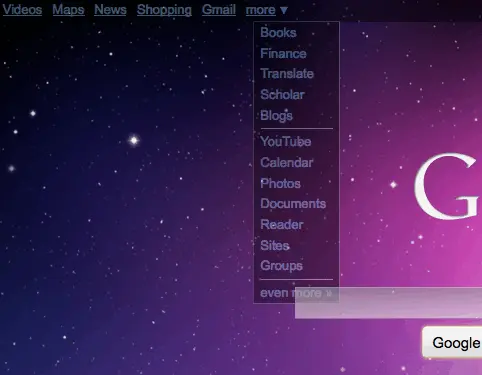 Videos Maps News Shopping Gmail more ▼
Books
Finance
Translate
Scholar
Blogs
YouTube
Calendar
Photos
Documents
Reader
Sites
Groups
even more »
G
Google